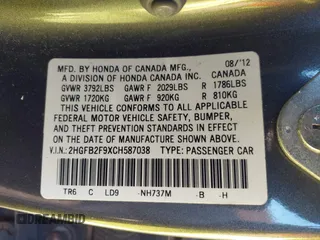 MFD. BY HONDA OF CANADA MFG., 08/'12
A DIVISION OF HONDA CANADA INC. CANADA
GVWR 3792LBS GAWR F 2029LBS R 1786LBS
GVWR 1720KG GAWR F 920KG R 810KG
THIS VEHICLE CONFORMS TO ALL APPLICABLE
FEDERAL MOTOR VEHICLE SAFETY, BUMPER,
AND THEFT PREVENTION STANDARDS IN EFFECT
ON THE DATE OF MANUFACTURE SHOWN ABOVE.
V.I.N.: 2HGFB2F9XCH587038 TYPE: PASSENGER CAR
TR6 C LD9 -NH737M -B -H
DREAMBID